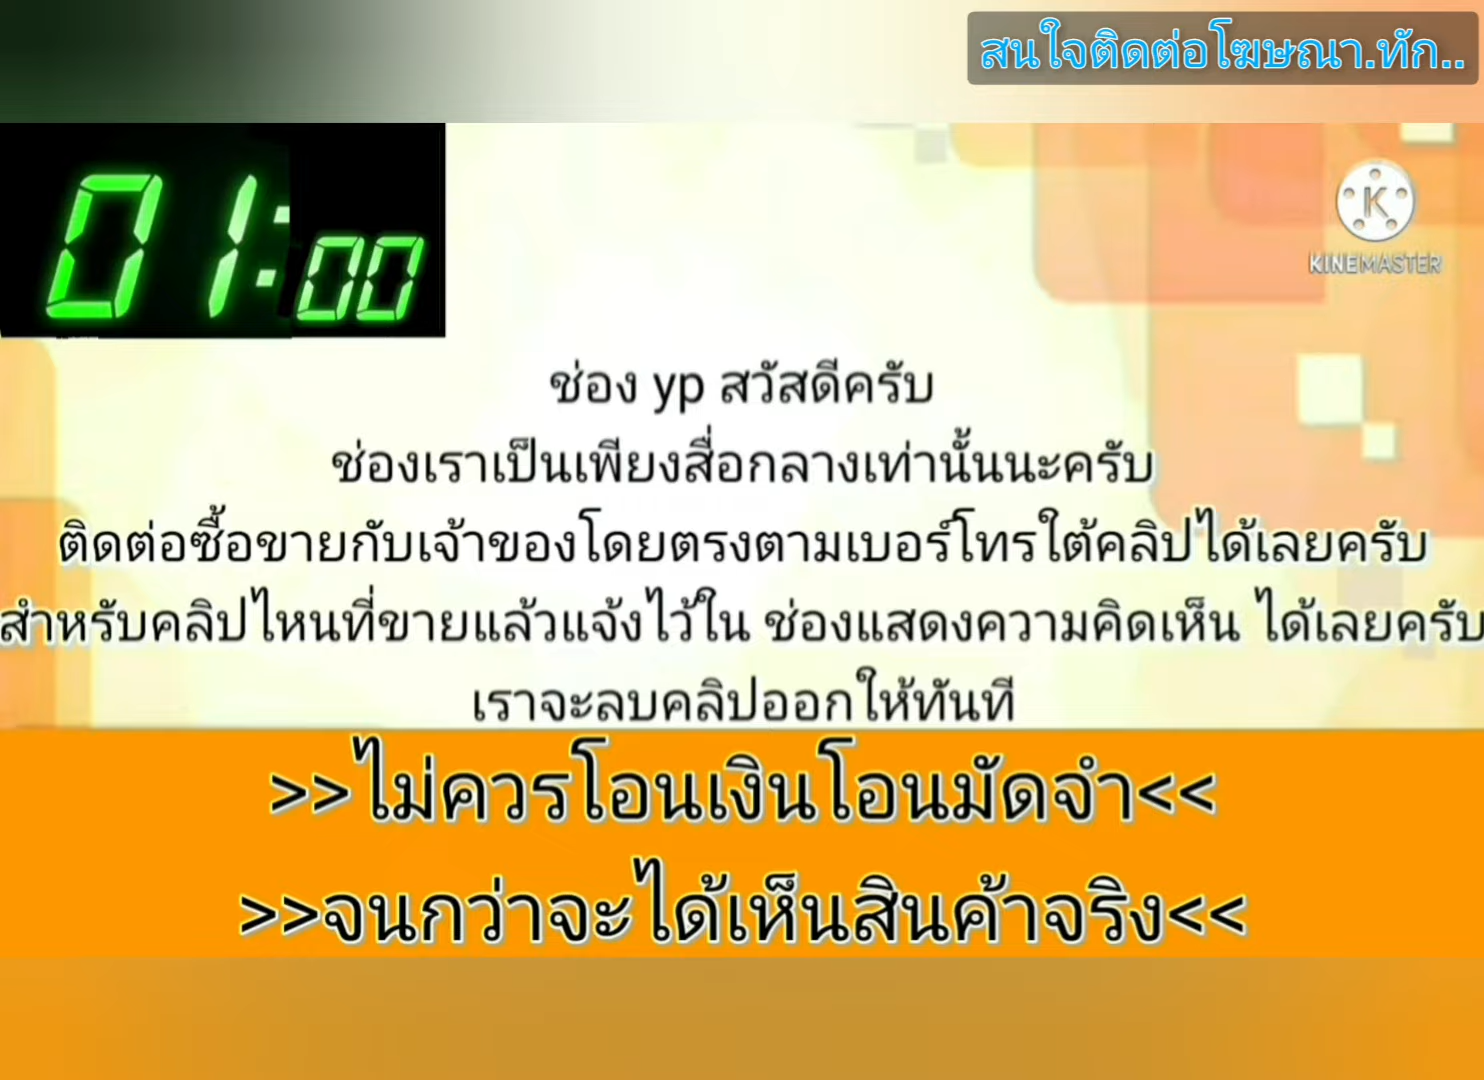 สนใจติดต่อโฆษณา.ทัก..
01:00
K
KINEMASTER
ช่อง yp สวัสดีครับ
ช่องเราเป็นเพียงสื่อกลางเท่านั้นนะครับ
ติดต่อซื้อขายกับเจ้าของโดยตรงตามเบอร์โทรใต้คลิปได้เลยครับ
สำหรับคลิปไหนที่ขายแล้วแจ้งไว้ใน ช่องแสดงความคิดเห็น ได้เลยครับ
เราจะลบคลิปออกให้ทันที
>>ไม่ควรโอนเงินโอนมัดจำ<<
>>จนกว่าจะได้เห็นสินค้าจริง<<